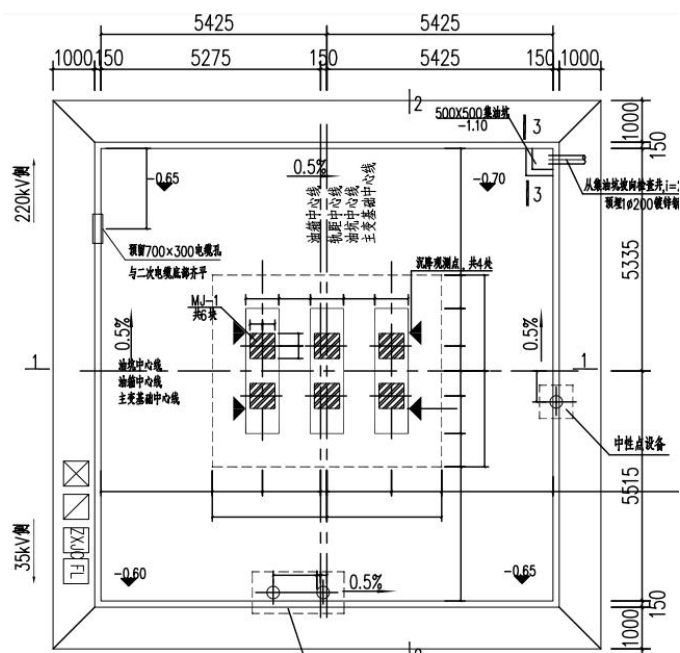 5425 5425
1000 150 5275 150 5425 150 1000
2
500X500集油坑
-1.10
3
3
1000
150
从集油坑坡向检查井,i=
预埋1Ø200镀锌钢
220kV侧
-0.65
0.5%
-0.70
油箱中心线
轨距中心线
油坑中心线
主变基础中心线
5335
预留700×300电缆孔
与二次电缆底部齐平
沉降观测点,共4处
MJ-1
共6块
0.5%
0.5%
1
1
油坑中心线
油箱中心线
主变基础中心线
中性点设备
5515
ZXJC
FL
35kV侧
-0.60
0.5%
-0.65
150
1000